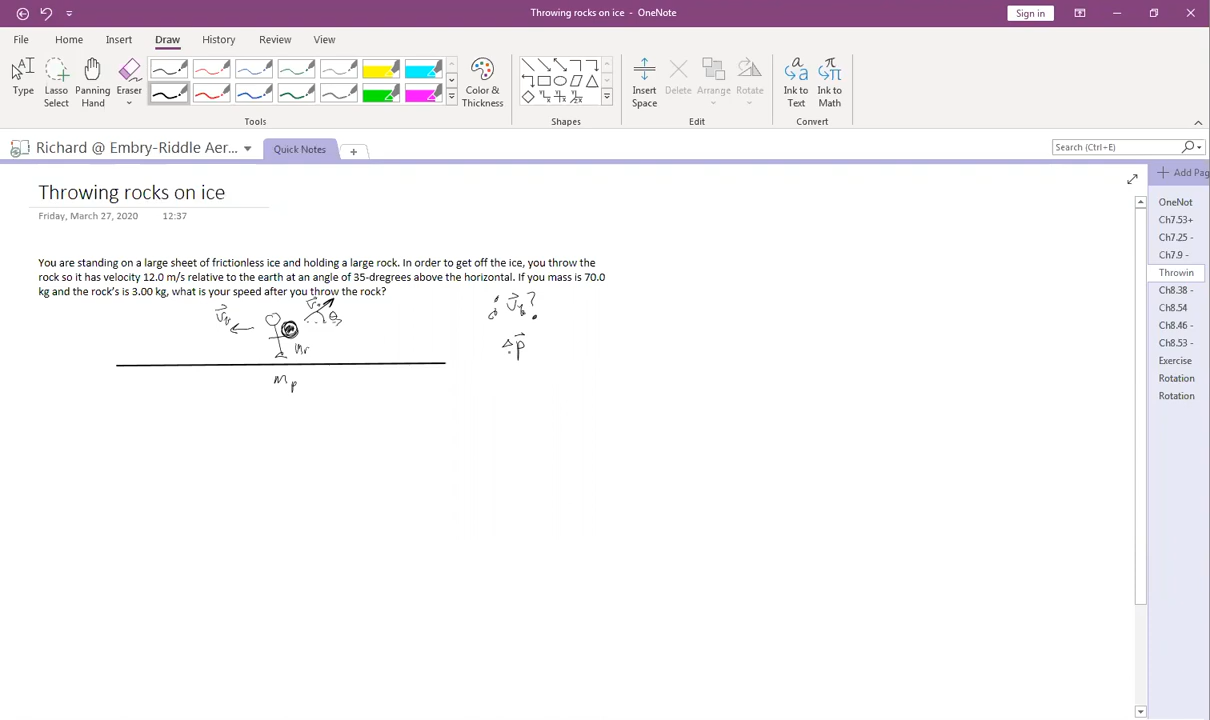 Throwing rocks on ice - OneNote
Sign in
File Home Insert Draw History Review View
Type
Lasso Select
Panning Hand
Eraser
Color & Thickness
Insert Space
Delete
Arrange
Rotate
Ink to Text
Ink to Math
Tools
Shapes
Edit
Convert
Richard @ Embry-Riddle Aer...
Quick Notes
Search (Ctrl+E)
Add Pag
Throwing rocks on ice
Friday, March 27, 2020 12:37
You are standing on a large sheet of frictionless ice and holding a large rock. In order to get off the ice, you throw the
rock so it has velocity 12.0 m/s relative to the earth at an angle of 35-degrees above the horizontal. If you mass is 70.0
kg and the rock's is 3.00 kg, what is your speed after you throw the rock?
θ
m_r
m_p
Δp⃗
OneNot
Ch7.53+
Ch7.25 -
Ch7.9 -
Throwin
Ch8.38 -
Ch8.54
Ch8.46 -
Ch8.53 -
Exercise
Rotation
Rotation